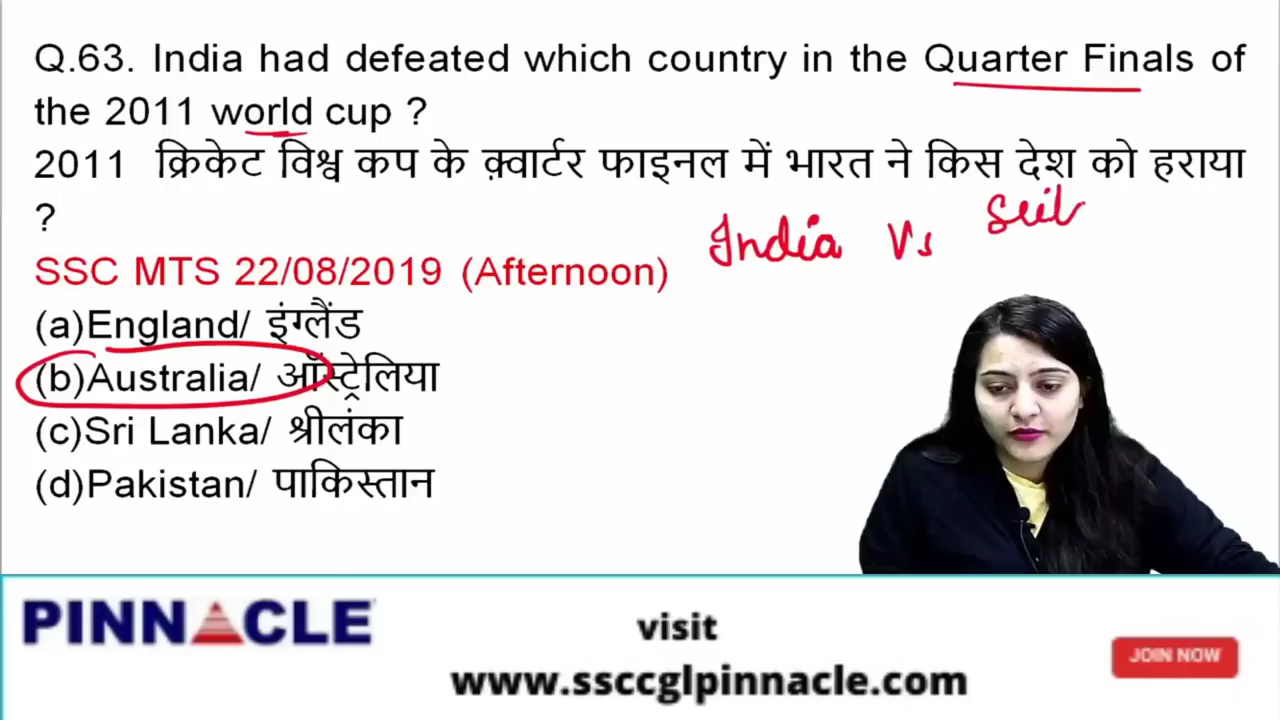 Q.63. India had defeated which country in the Quarter Finals of
the 2011 world cup ?
2011 क्रिकेट विश्व कप के क़्वार्टर फाइनल में भारत ने किस देश को हराया
?
India Vs
SSC MTS 22/08/2019 (Afternoon)
(a)England/ इंग्लैंड
(b)Australia/ ऑस्ट्रेलिया
(c)Sri Lanka/ श्रीलंका
(d)Pakistan/ पाकिस्तान
PINNACLE
visit
www.ssccglpinnacle.com
JOIN NOW